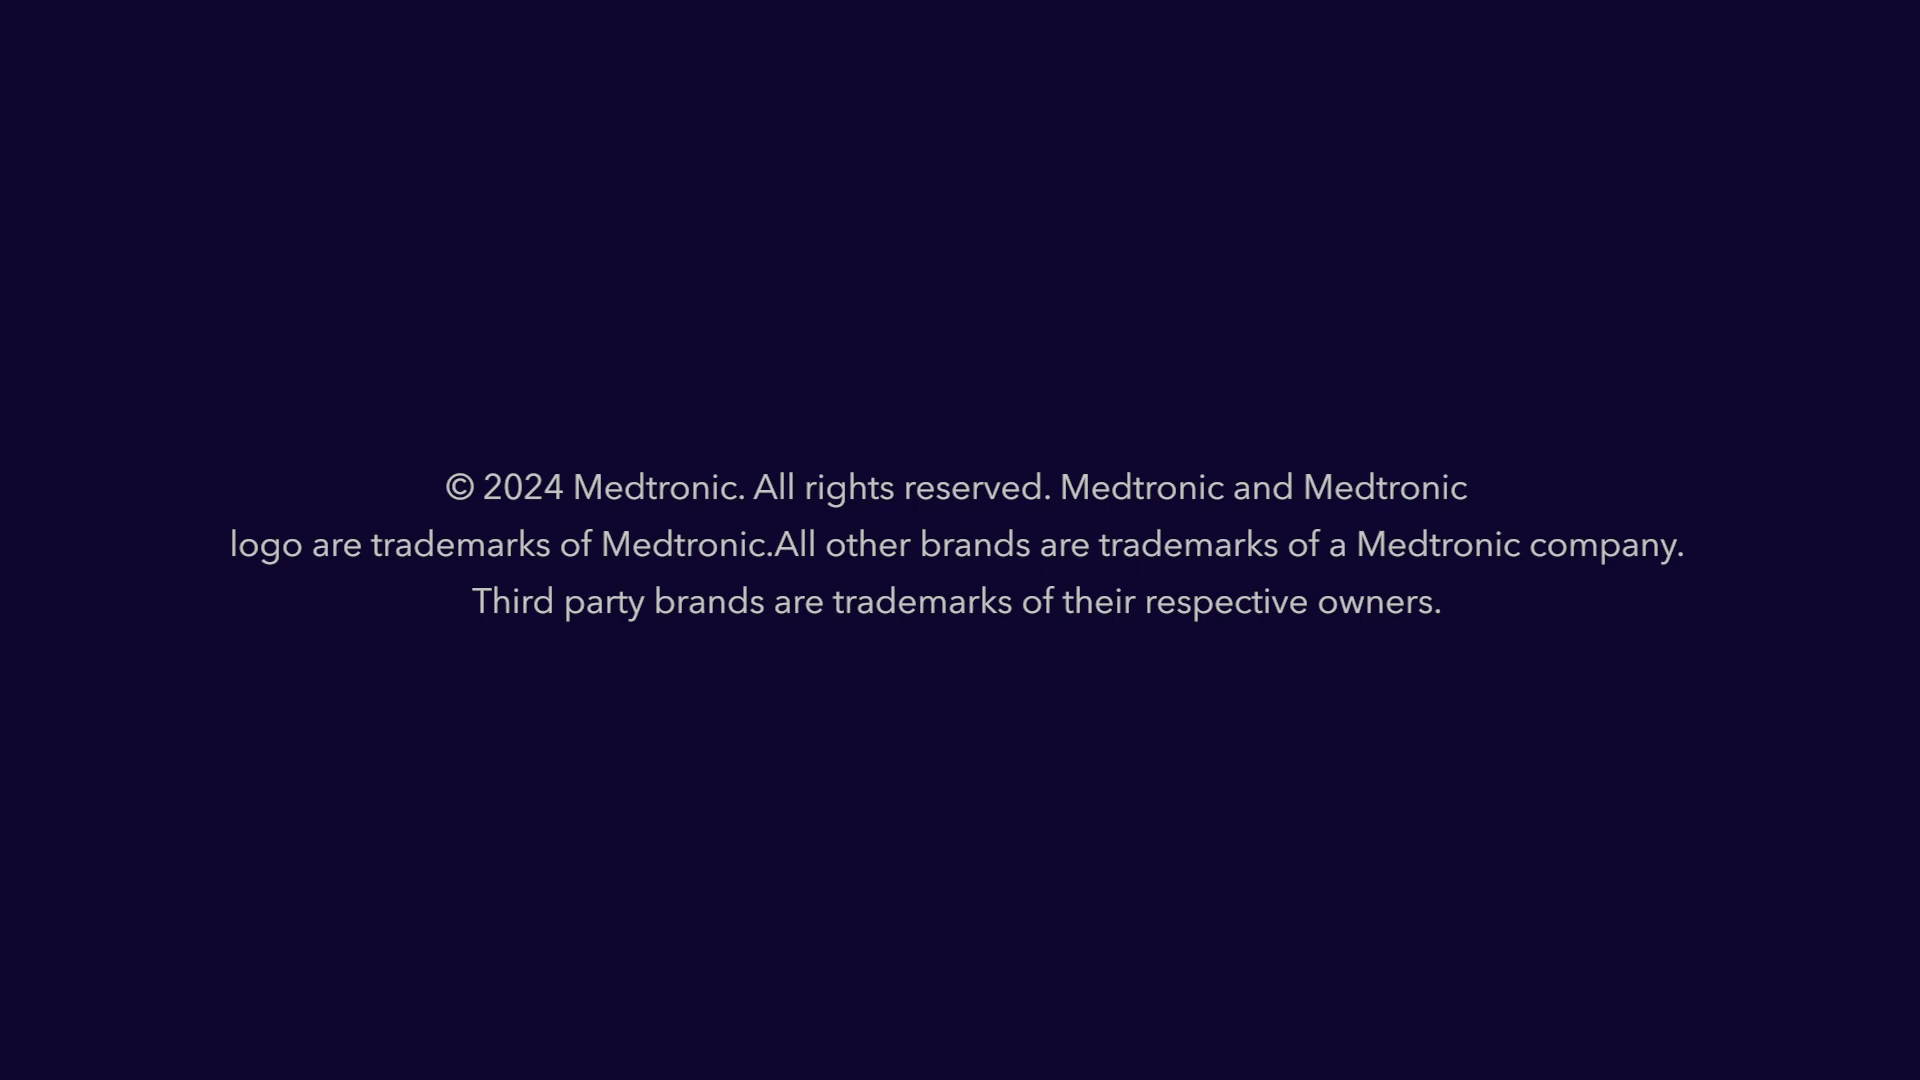 © 2024 Medtronic. All rights reserved. Medtronic and Medtronic
logo are trademarks of Medtronic.All other brands are trademarks of a Medtronic company.
Third party brands are trademarks of their respective owners.